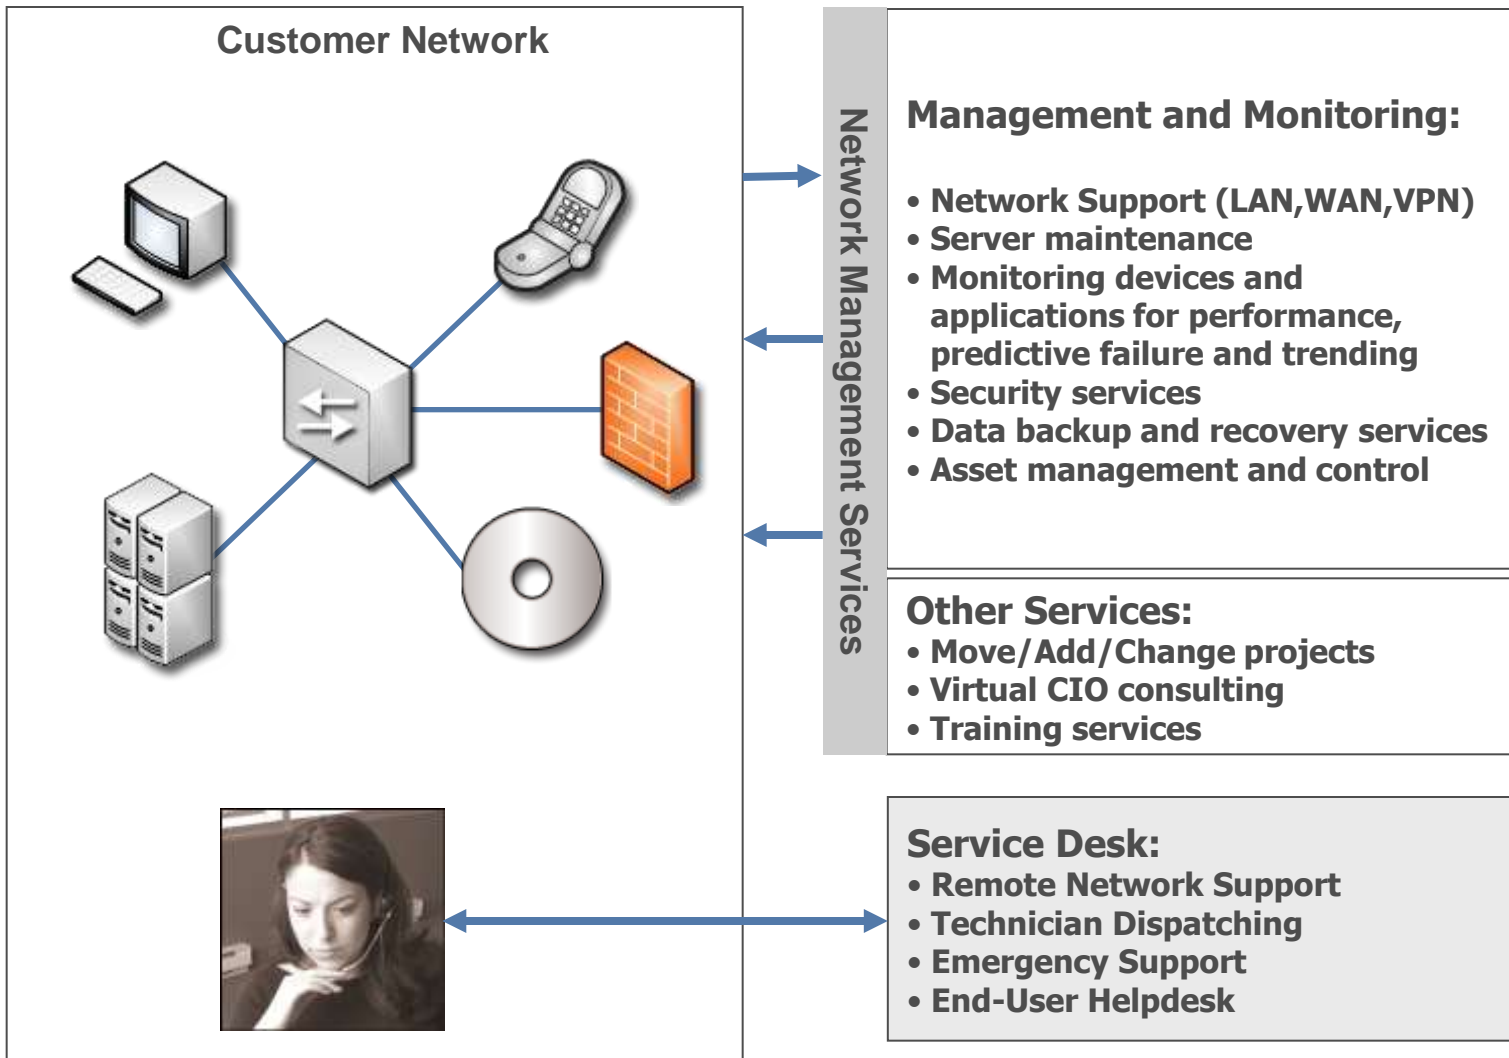 Customer Network
Network Management Services
Management and Monitoring:
• Network Support (LAN,WAN,VPN)
• Server maintenance
• Monitoring devices and
applications for performance,
predictive failure and trending
• Security services
• Data backup and recovery services
• Asset management and control
Other Services:
• Move/Add/Change projects
• Virtual CIO consulting
• Training services
Service Desk:
• Remote Network Support
• Technician Dispatching
• Emergency Support
• End-User Helpdesk